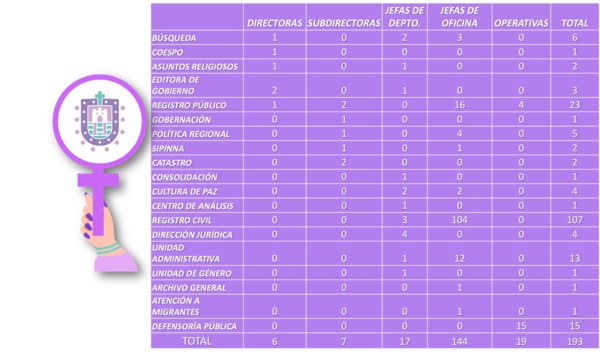 DIRECTORAS SUBDIRECTORAS JEFAS DE DEPTO. JEFAS DE OFICINA OPERATIVAS TOTAL
BÚSQUEDA 1 0 2 3 0 6
COESPO 1 0 0 0 0 1
ASUNTOS RELIGIOSOS 1 0 1 0 0 2
EDITORA DE
GOBIERNO 2 0 1 0 0 3
REGISTRO PÚBLICO 1 2 0 16 4 23
GOBERNACIÓN 0 1 0 0 0 1
POLÍTICA REGIONAL 0 1 0 4 0 5
SIPINNA 0 1 0 1 0 2
CATASTRO 0 2 0 0 0 2
CONSOLIDACIÓN 0 0 1 0 0 1
CULTURA DE PAZ 0 0 2 2 0 4
CENTRO DE ANÁLISIS 0 0 1 0 0 1
REGISTRO CIVIL 0 0 3 104 0 107
DIRECCIÓN JURÍDICA 0 0 4 0 0 4
UNIDAD
ADMINISTRATIVA 0 0 1 12 0 13
UNIDAD DE GÉNERO 0 0 1 0 0 1
ARCHIVO GENERAL 0 0 0 1 0 1
ATENCIÓN A
MIGRANTES 0 0 0 1 0 1
DEFENSORÍA PÚBLICA 0 0 0 0 15 15
TOTAL 6 7 17 144 19 193